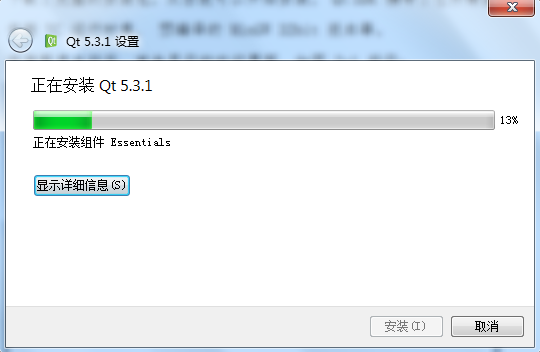 Qt 5.3.1 设置
正在安装 Qt 5.3.1
13%
正在安装组件 Essentials
显示详细信息(S)
安装(I)
取消